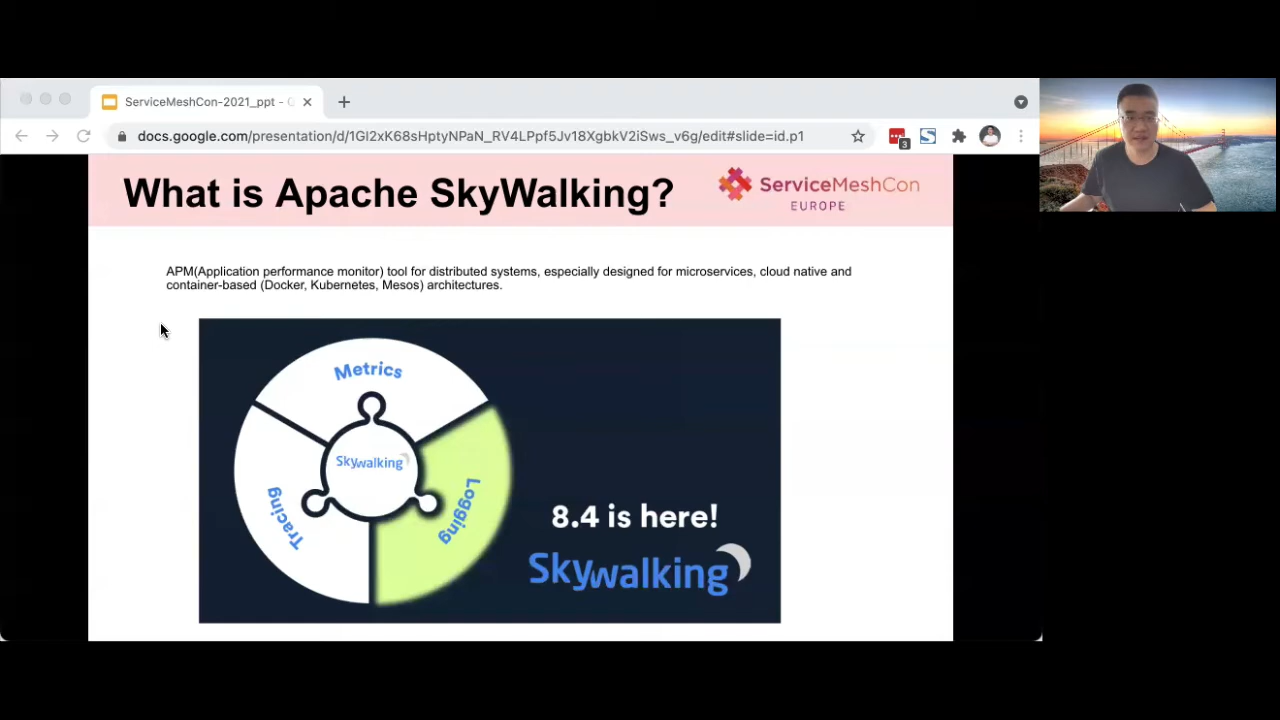 ServiceMeshCon-2021_ppt - G
docs.google.com/presentation/d/1GI2xK68sHptyNPaN_RV4LPpf5Jv18XgbkV2iSws_v6g/edit#slide=id.p1
3
What is Apache SkyWalking?
ServiceMeshCon
EUROPE
APM(Application performance monitor) tool for distributed systems, especially designed for microservices, cloud native and
container-based (Docker, Kubernetes, Mesos) architectures.
Metrics
Skywalking
Tracing
Logging
8.4 is here!
Skywalking